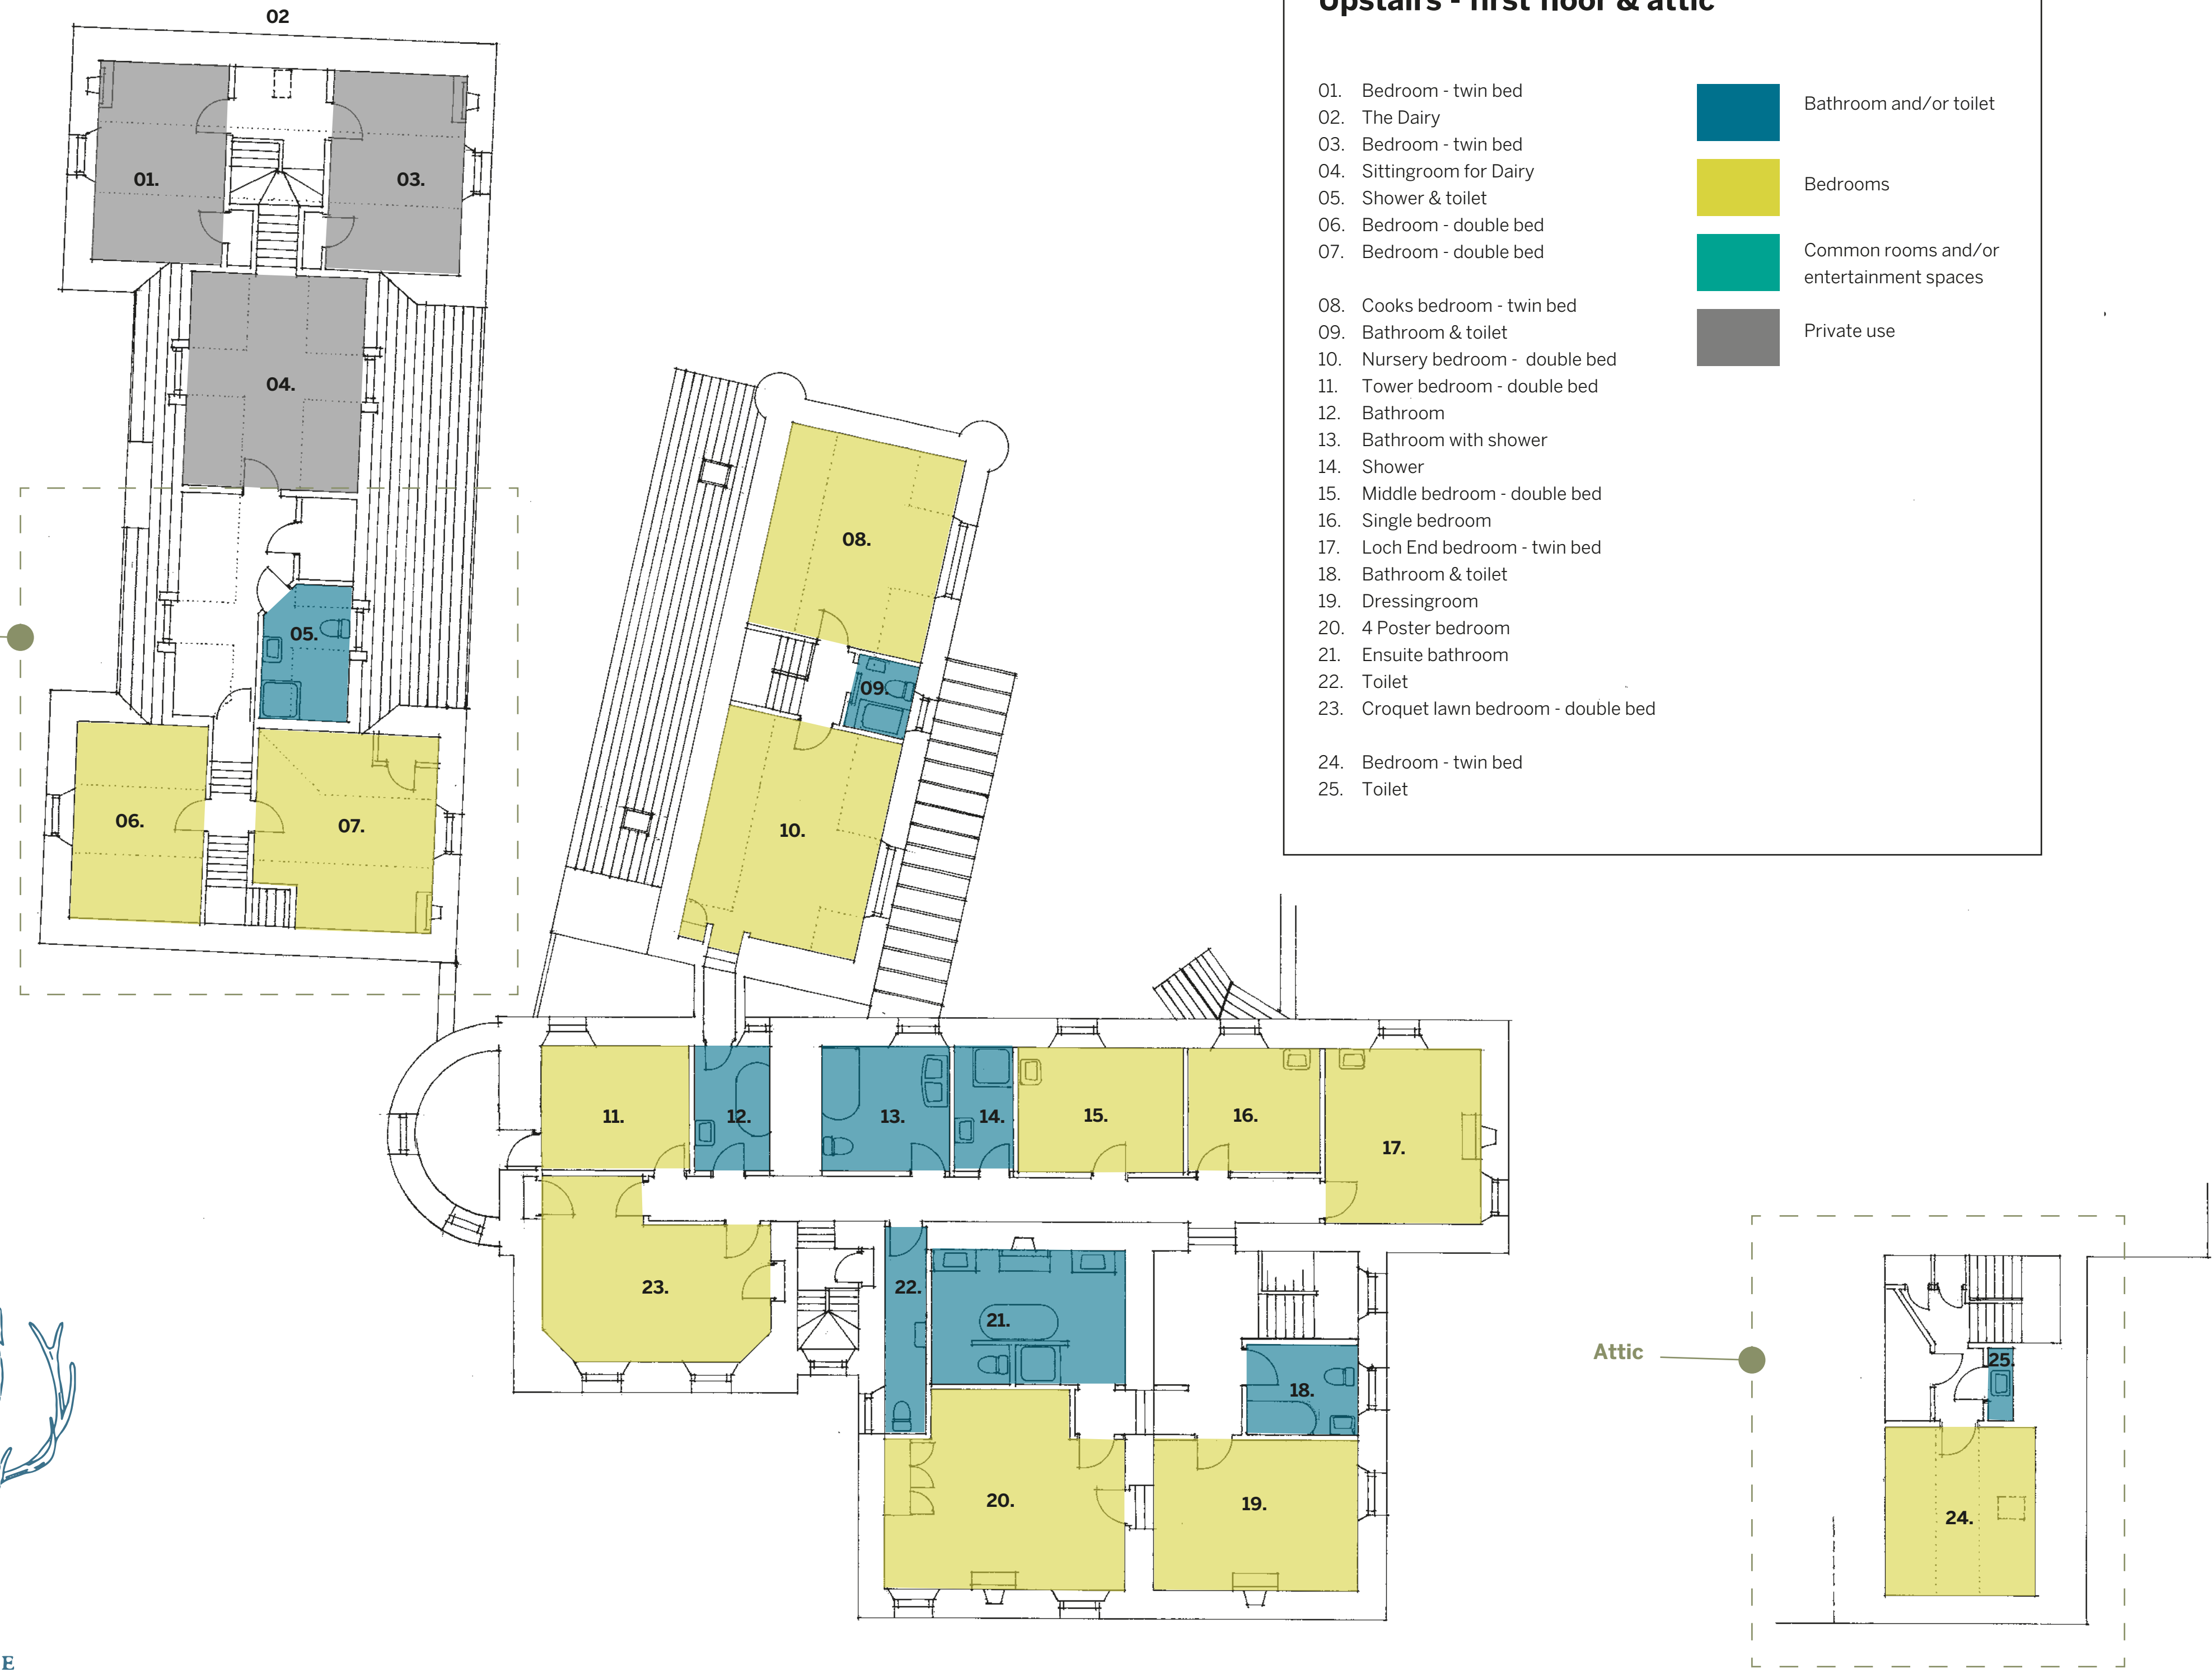 02
Upstairs - first floor & attic
01. Bedroom - twin bed
02. The Dairy
03. Bedroom - twin bed
04. Sittingroom for Dairy
05. Shower & toilet
06. Bedroom - double bed
07. Bedroom - double bed
08. Cooks bedroom - twin bed
09. Bathroom & toilet
10. Nursery bedroom - double bed
11. Tower bedroom - double bed
12. Bathroom
13. Bathroom with shower
14. Shower
15. Middle bedroom - double bed
16. Single bedroom
17. Loch End bedroom - twin bed
18. Bathroom & toilet
19. Dressingroom
20. 4 Poster bedroom
21. Ensuite bathroom
22. Toilet
23. Croquet lawn bedroom - double bed
24. Bedroom - twin bed
25. Toilet
Bathroom and/or toilet
Bedrooms
Common rooms and/or
entertainment spaces
Private use
01.
03.
04.
05.
06.
07.
08.
09.
10.
11.
12.
13.
14.
15.
16.
17.
23.
22.
21.
18.
20.
19.
Attic
25.
24.
E